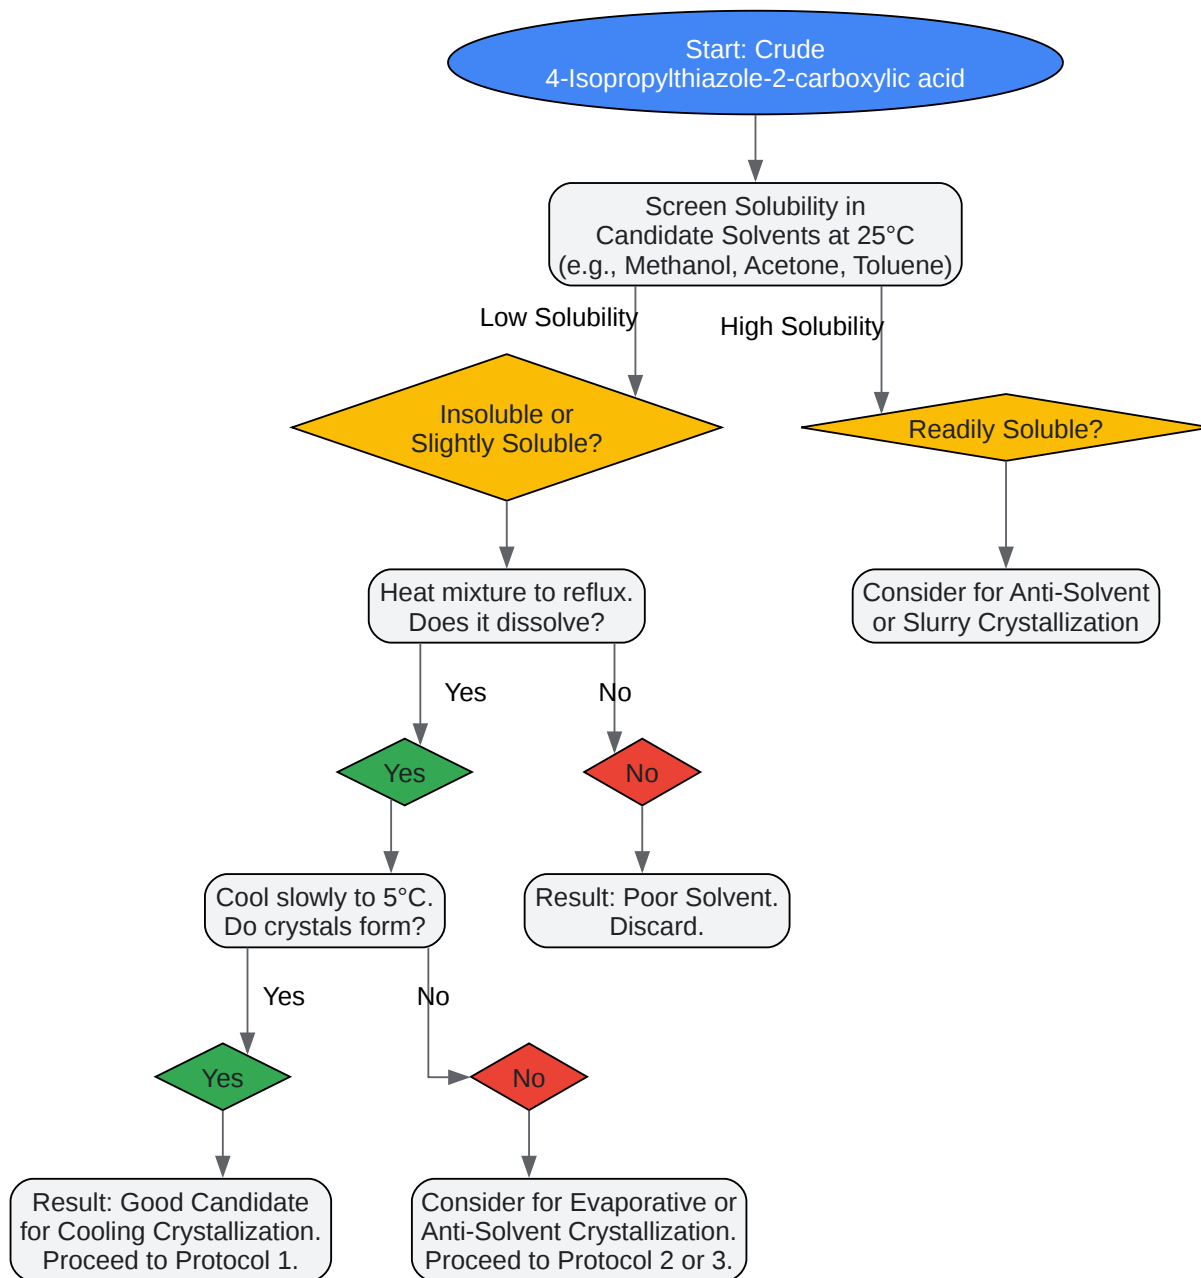 Start: Crude
4-Isopropylthiazole-2-carboxylic acid
Screen Solubility in
Candidate Solvents at 25°C
(e.g., Methanol, Acetone, Toluene)
Low Solubility
High Solubility
Insoluble or
Slightly Soluble?
Readily Soluble?
Heat mixture to reflux.
Does it dissolve?
Consider for Anti-Solvent
or Slurry Crystallization
Yes
No
Yes
No
Cool slowly to 5°C.
Do crystals form?
Result: Poor Solvent.
Discard.
Yes
No
Yes
No
Result: Good Candidate
for Cooling Crystallization.
Proceed to Protocol 1.
Consider for Evaporative or
Anti-Solvent Crystallization.
Proceed to Protocol 2 or 3.